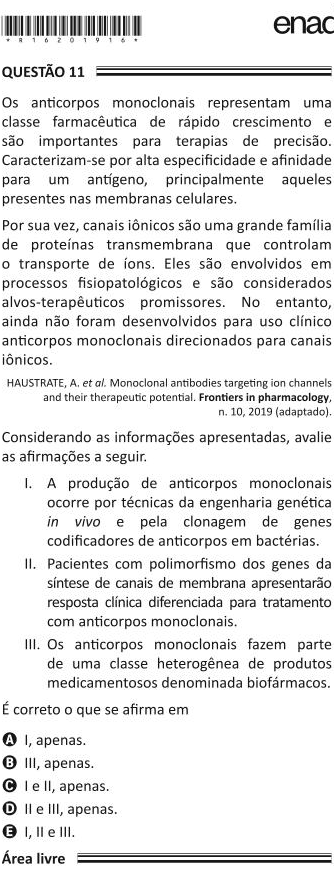 enad
* R 1 6 2 0 1 9 1 6 *
QUESTÃO 11
Os anticorpos monoclonais representam uma
classe farmacêutica de rápido crescimento e
são importantes para terapias de precisão.
Caracterizam-se por alta especificidade e afinidade
para um antígeno, principalmente aqueles
presentes nas membranas celulares.
Por sua vez, canais iônicos são uma grande família
de proteínas transmembrana que controlam
o transporte de íons. Eles são envolvidos em
processos fisiopatológicos e são considerados
alvos-terapêuticos promissores. No entanto,
ainda não foram desenvolvidos para uso clínico
anticorpos monoclonais direcionados para canais
iônicos.
HAUSTRATE, A. et al. Monoclonal antibodies targeting ion channels
and their therapeutic potential. Frontiers in pharmacology,
n. 10, 2019 (adaptado).
Considerando as informações apresentadas, avalie
as afirmações a seguir.
I. A produção de anticorpos monoclonais
ocorre por técnicas da engenharia genética
in vivo e pela clonagem de genes
codificadores de anticorpos em bactérias.
II. Pacientes com polimorfismo dos genes da
síntese de canais de membrana apresentarão
resposta clínica diferenciada para tratamento
com anticorpos monoclonais.
III. Os anticorpos monoclonais fazem parte
de uma classe heterogênea de produtos
medicamentosos denominada biofármacos.
É correto o que se afirma em
A I, apenas.
B III, apenas.
C I e II, apenas.
D II e III, apenas.
E I, II e III.
Área livre